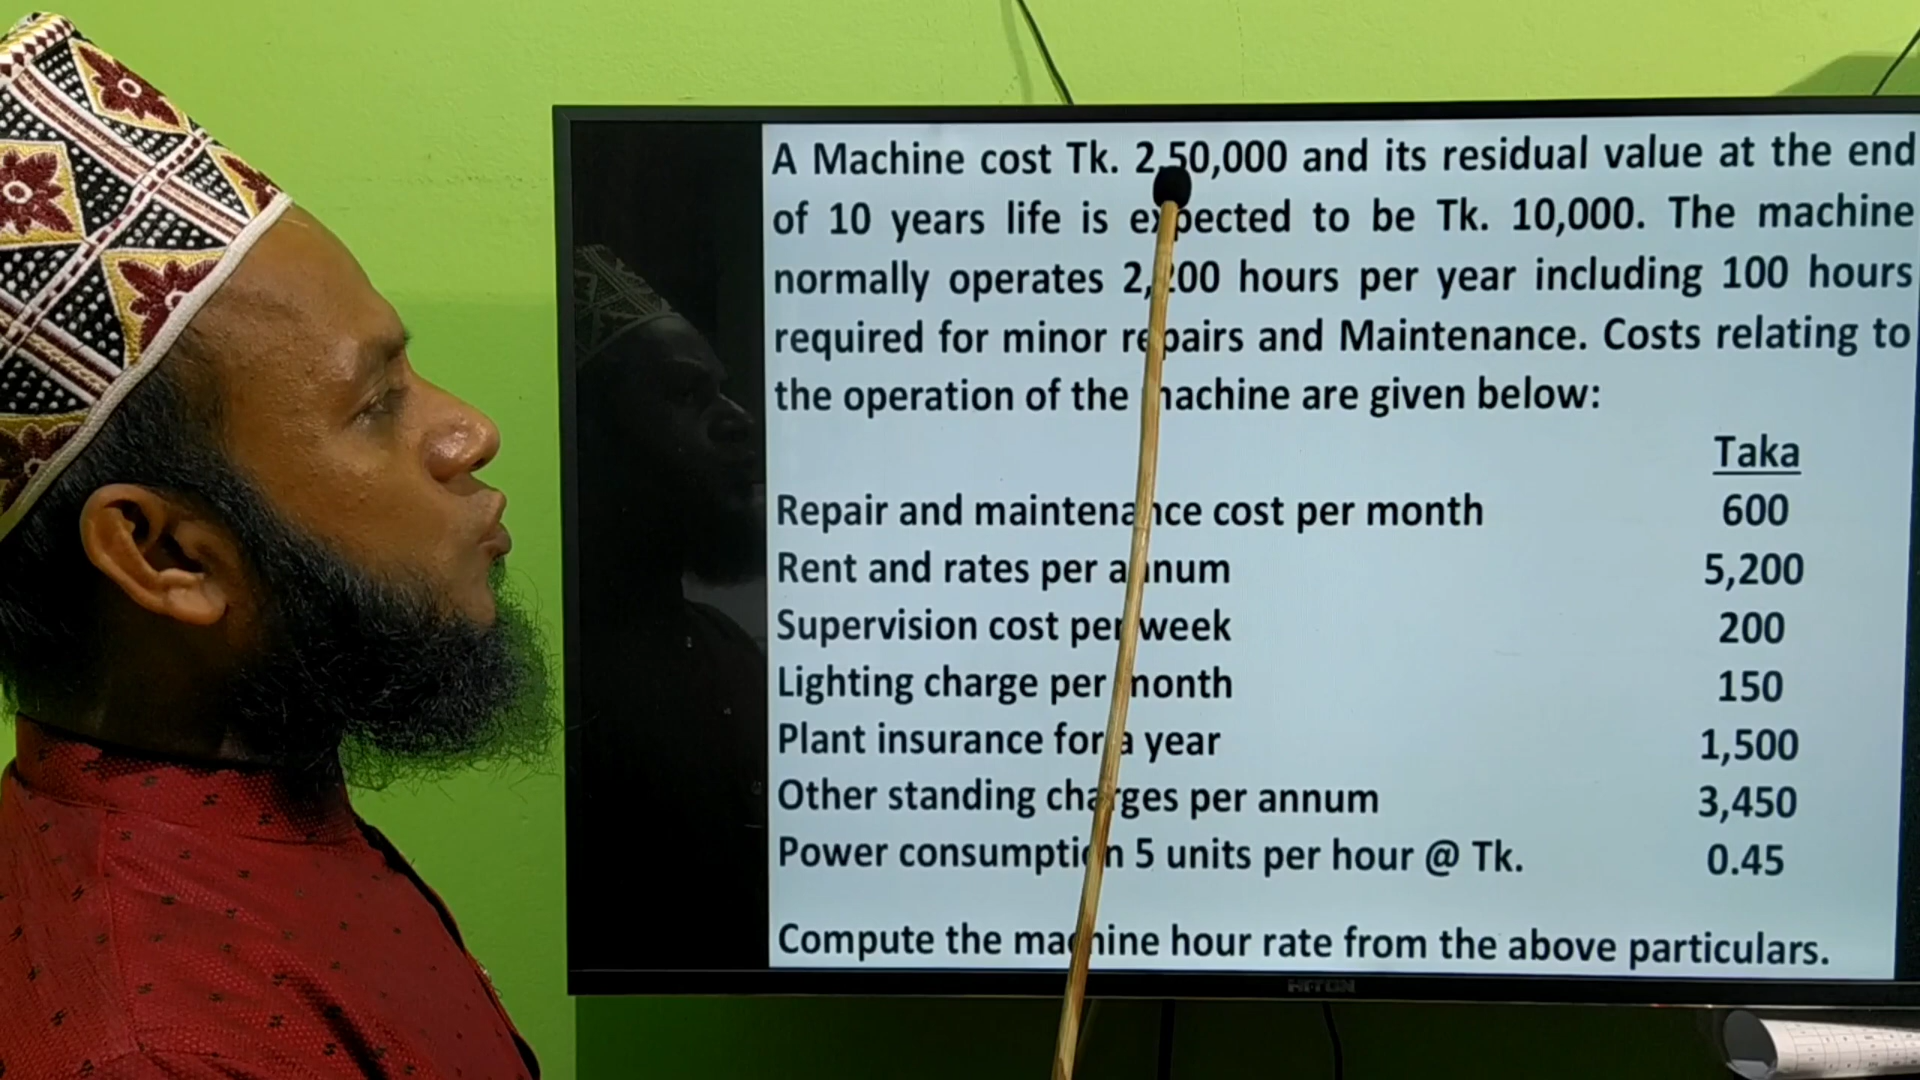 A Machine cost Tk. 2,50,000 and its residual value at the end
of 10 years life is expected to be Tk. 10,000. The machine
normally operates 2,200 hours per year including 100 hours
required for minor repairs and Maintenance. Costs relating to
the operation of the machine are given below:
Taka
Repair and maintenance cost per month 600
Rent and rates per annum 5,200
Supervision cost per week 200
Lighting charge per month 150
Plant insurance for a year 1,500
Other standing charges per annum 3,450
Power consumption 5 units per hour @ Tk. 0.45
Compute the machine hour rate from the above particulars.
HITON